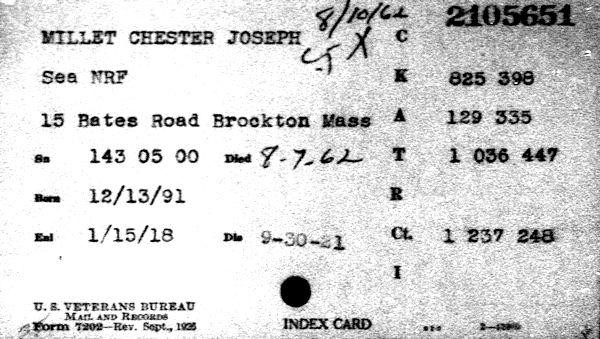 8/10/62 2105651
MILLET CHESTER JOSEPH X C
Sea NRF K 825 398
15 Bates Road Brockton Mass A 129 335
Sn 143 05 00 Died 8-7-62 T 1 036 447
Born 12/13/91 R
Enl 1/15/18 Dis 9-30-21 Ct. 1 237 248
I
U. S. VETERANS BUREAU
MAIL AND RECORDS
Form 7202—Rev. Sept., 1925 INDEX CARD